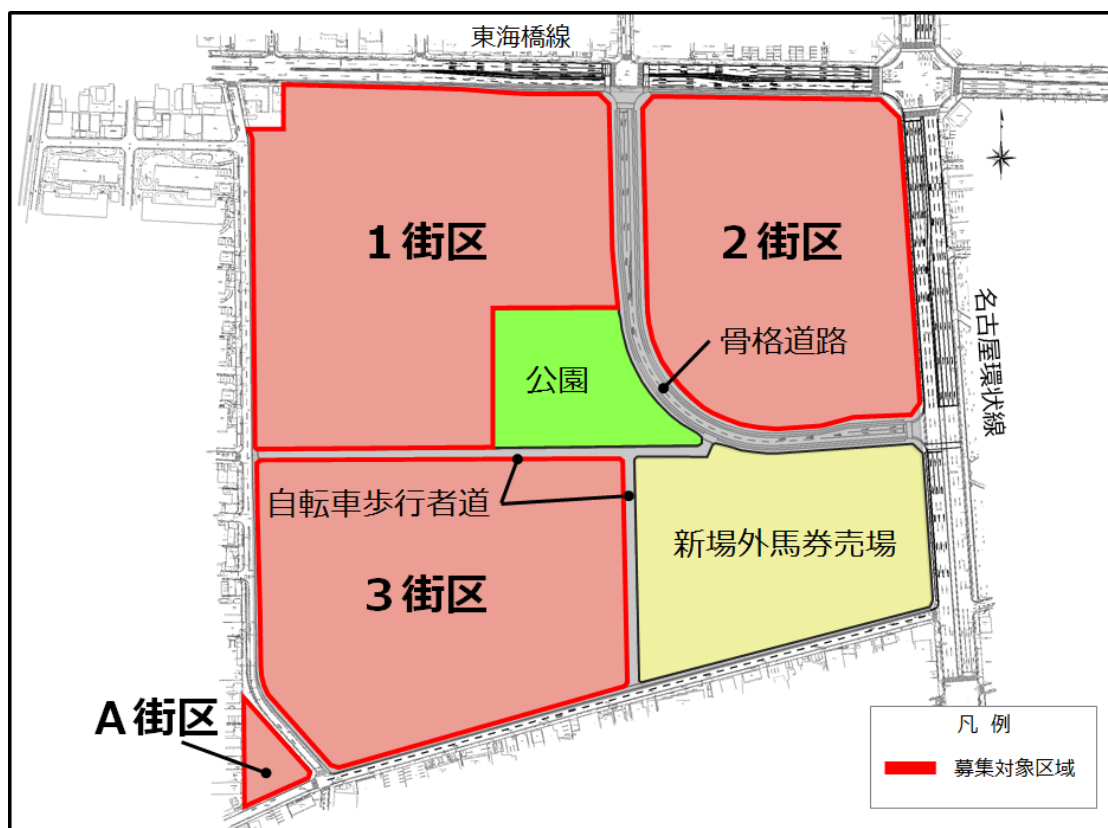 東海橋線
1街区
2街区
名古屋環状線
骨格道路
公園
自転車歩行者道
新場外馬券売場
3街区
A街区
凡 例
募集対象区域